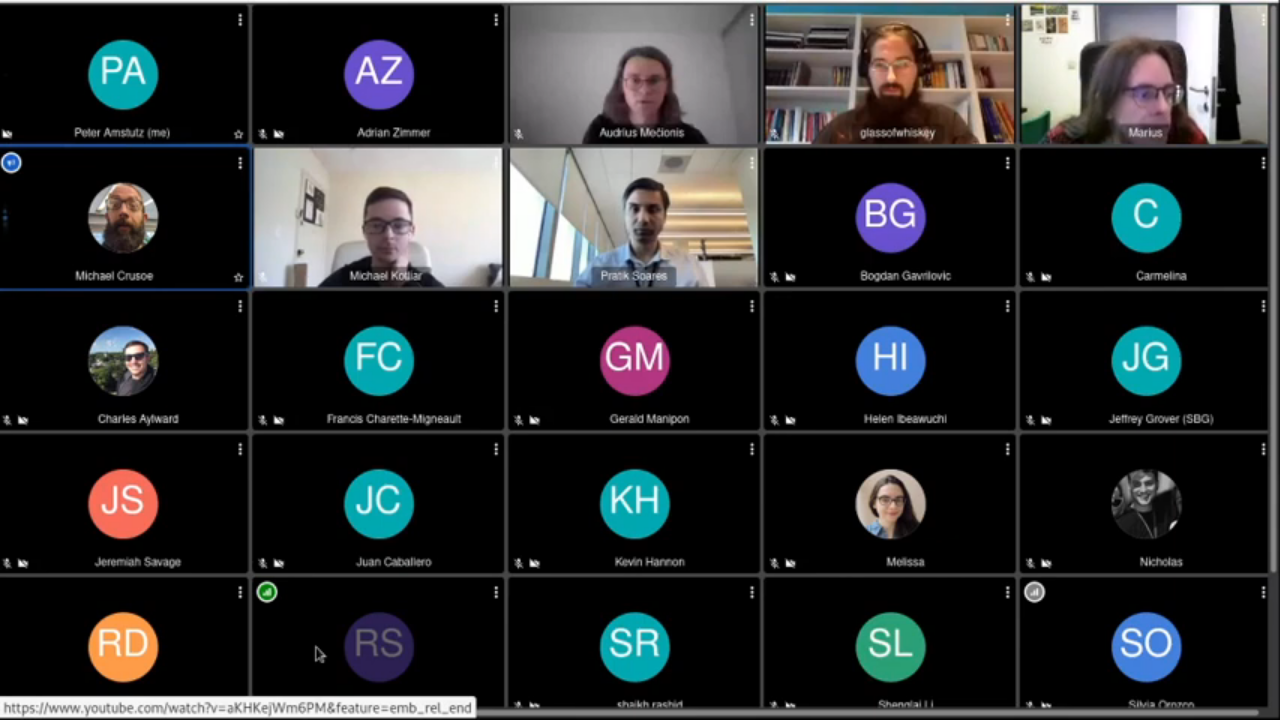 PA
AZ
Peter Amstutz (me)
Adrian Zimmer
Audrius Mečionis
glassofwhiskey
Marius
BG
C
Michael Crusoe
Michael Kotliar
Pratik Soares
Bogdan Gavrilovic
Carmelina
FC
GM
HI
JG
Charles Aylward
Francis Charette-Migneault
Gerald Manipon
Helen Ibeawuchi
Jeffrey Grover (SBG)
JS
JC
KH
Jeremiah Savage
Juan Caballero
Kevin Hannon
Melissa
Nicholas
RD
RS
SR
SL
SO
shaikh rashid
Shenglai Li
Silvia Orozco
https://www.youtube.com/watch?v=aKHKejWm6PM&feature=emb_rel_end